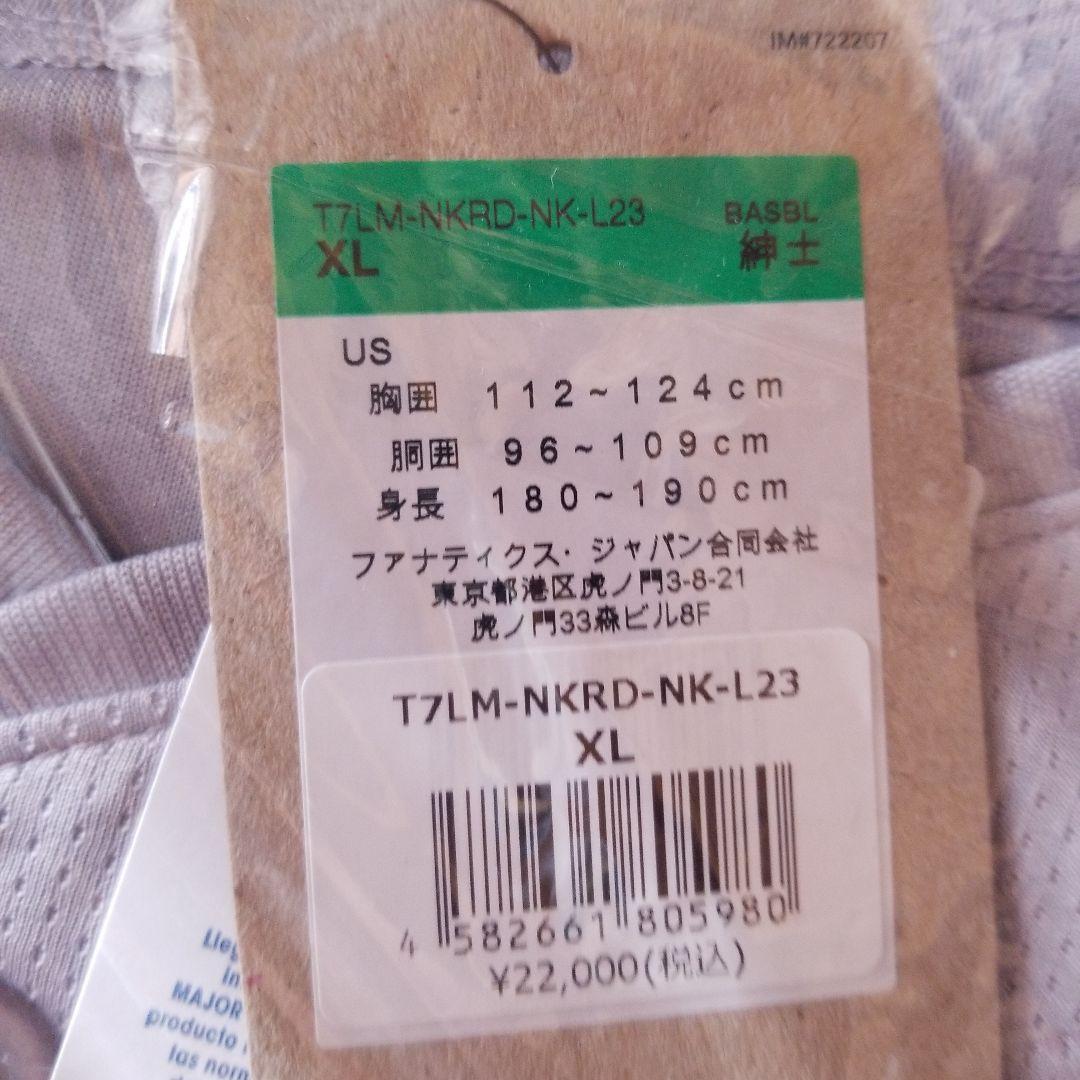 IM#722207
T7LM-NKRD-NK-L23 BASBL
XL 紳士
US
胸囲 112~124cm
胴囲 96~109cm
身長 180~190cm
ファナティクス・ジャパン合同会社
東京都港区虎ノ門3-8-21
虎ノ門33森ビル8F
T7LM-NKRD-NK-L23
XL
4 582661 805980
¥22,000(税込)
in
MAJOR
producto
las